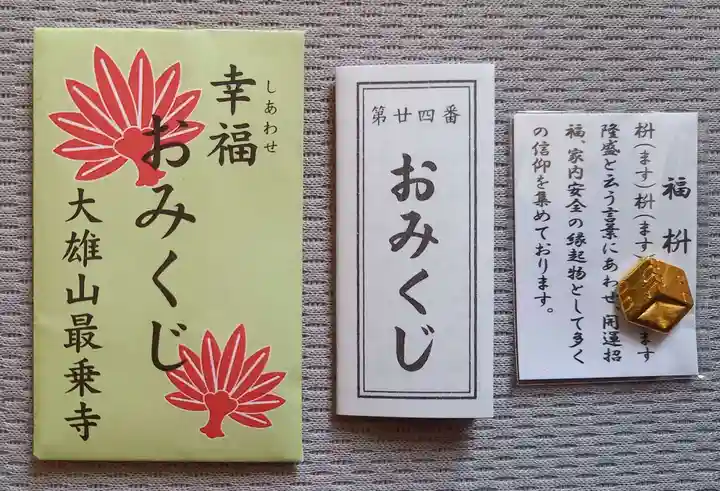 しあわせ
幸福
おみくじ
大雄山最乗寺
第廿四番
おみくじ
福枡
枡(ます)枡(ます
ます
隆盛と云う言葉にあわせ、開運招
福、家内安全の縁起物として多く
の信仰を集めております。